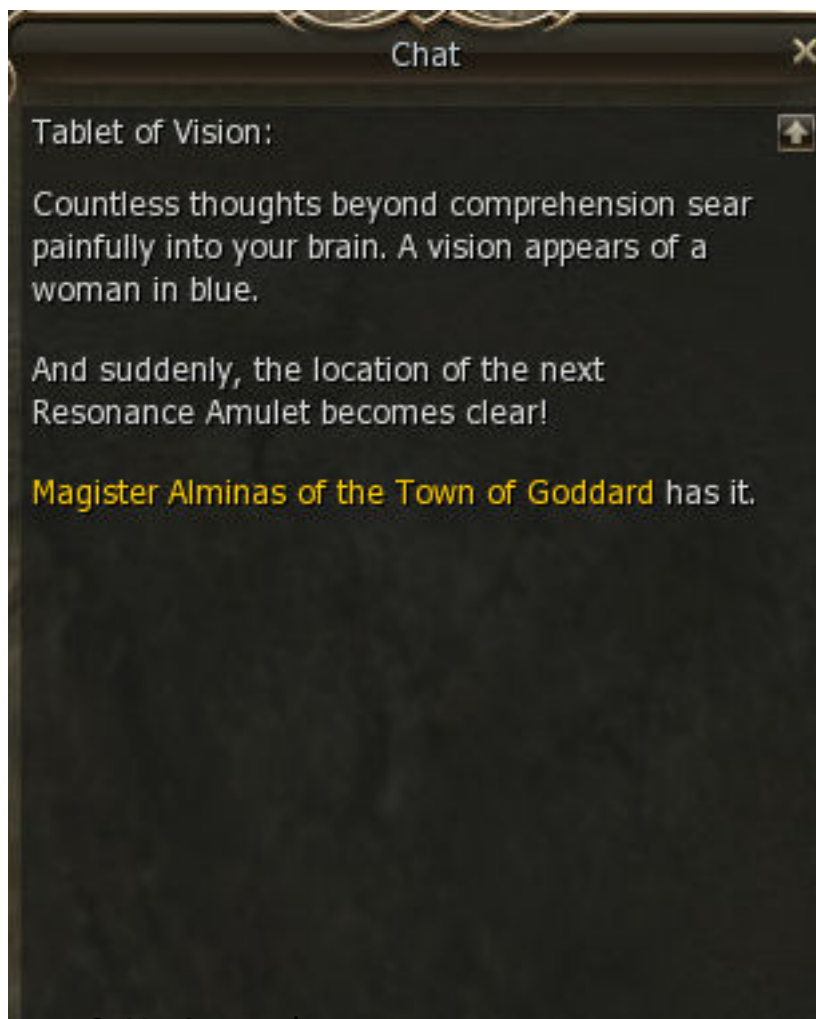 Chat
Tablet of Vision:
Countless thoughts beyond comprehension sear
painfully into your brain. A vision appears of a
woman in blue.
And suddenly, the location of the next
Resonance Amulet becomes clear!
Magister Alminas of the Town of Goddard has it.